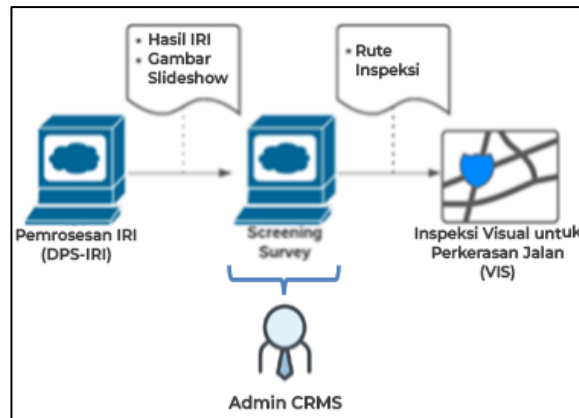 • Hasil IRI
• Gambar
Slideshow
• Rute
Inspeksi
Pemrosesan IRI
(DPS-IRI)
Screening
Survey
Inspeksi Visual untuk
Perkerasan Jalan
(VIS)
Admin CRMS